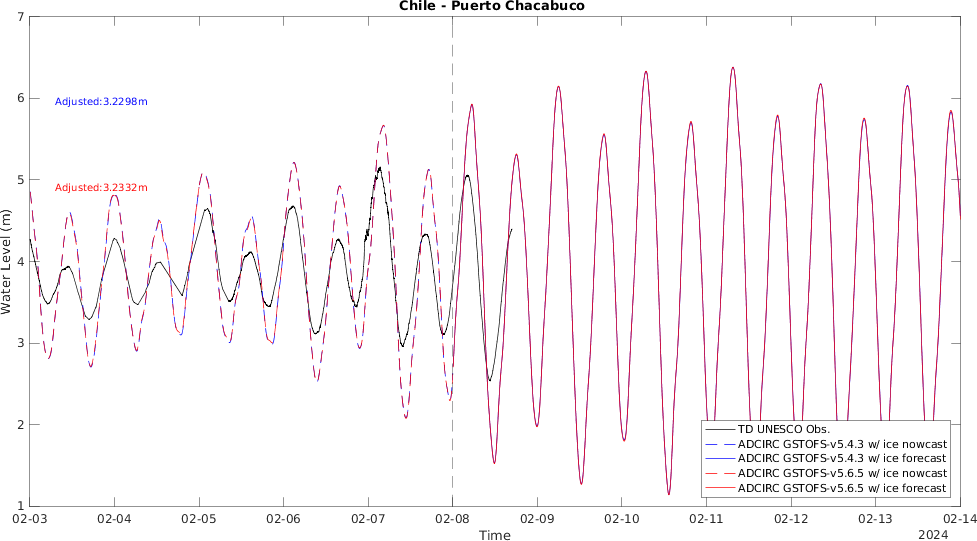 Chile - Puerto Chacabuco
7
6
5
4
3
2
1
Water Level (m)
Adjusted:3.2298m
Adjusted:3.2332m
TD UNESCO Obs.
ADCIRC GSTOFS-v5.4.3 w/ ice nowcast
ADCIRC GSTOFS-v5.4.3 w/ ice forecast
ADCIRC GSTOFS-v5.6.5 w/ ice nowcast
ADCIRC GSTOFS-v5.6.5 w/ ice forecast
02-03 02-04 02-05 02-06 02-07 02-08 02-09 02-10 02-11 02-12 02-13 02-14
Time
2024